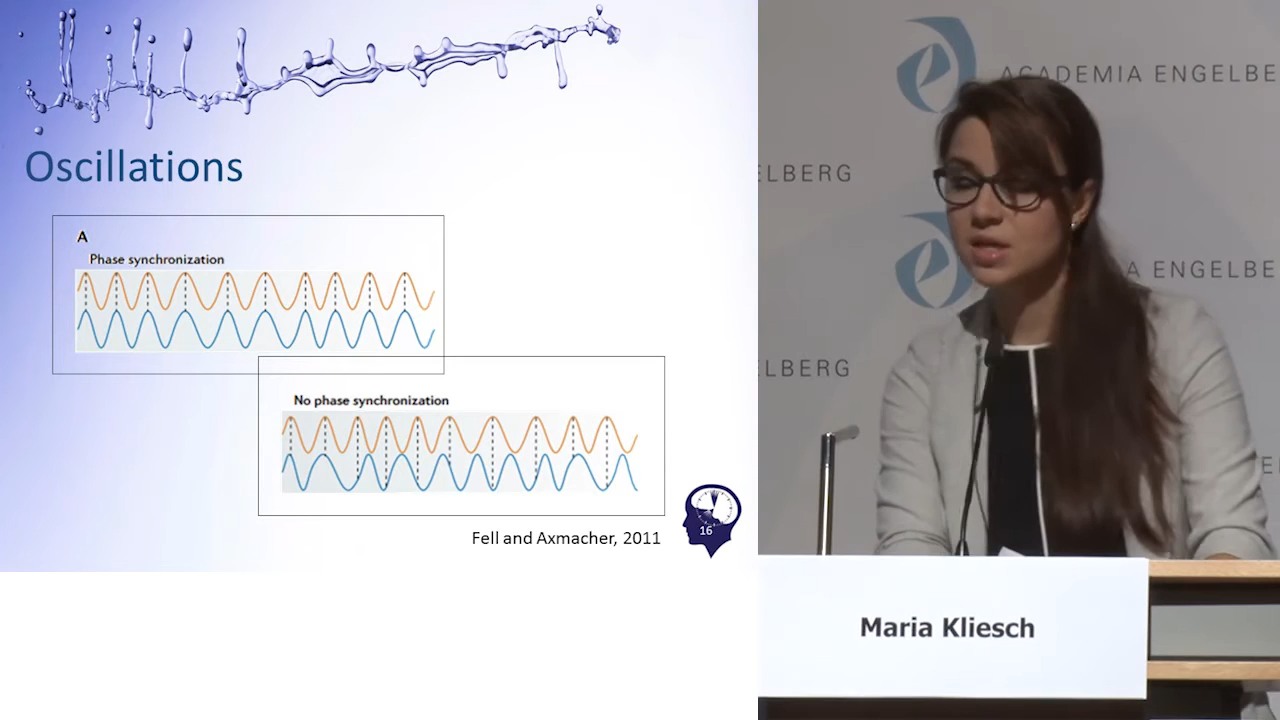 Oscillations
A
Phase synchronization
No phase synchronization
Fell and Axmacher, 2011
16
ACADEMIA ENGELBE
ELBERG
A ENGELBE
ELBERG
Maria Kliesch